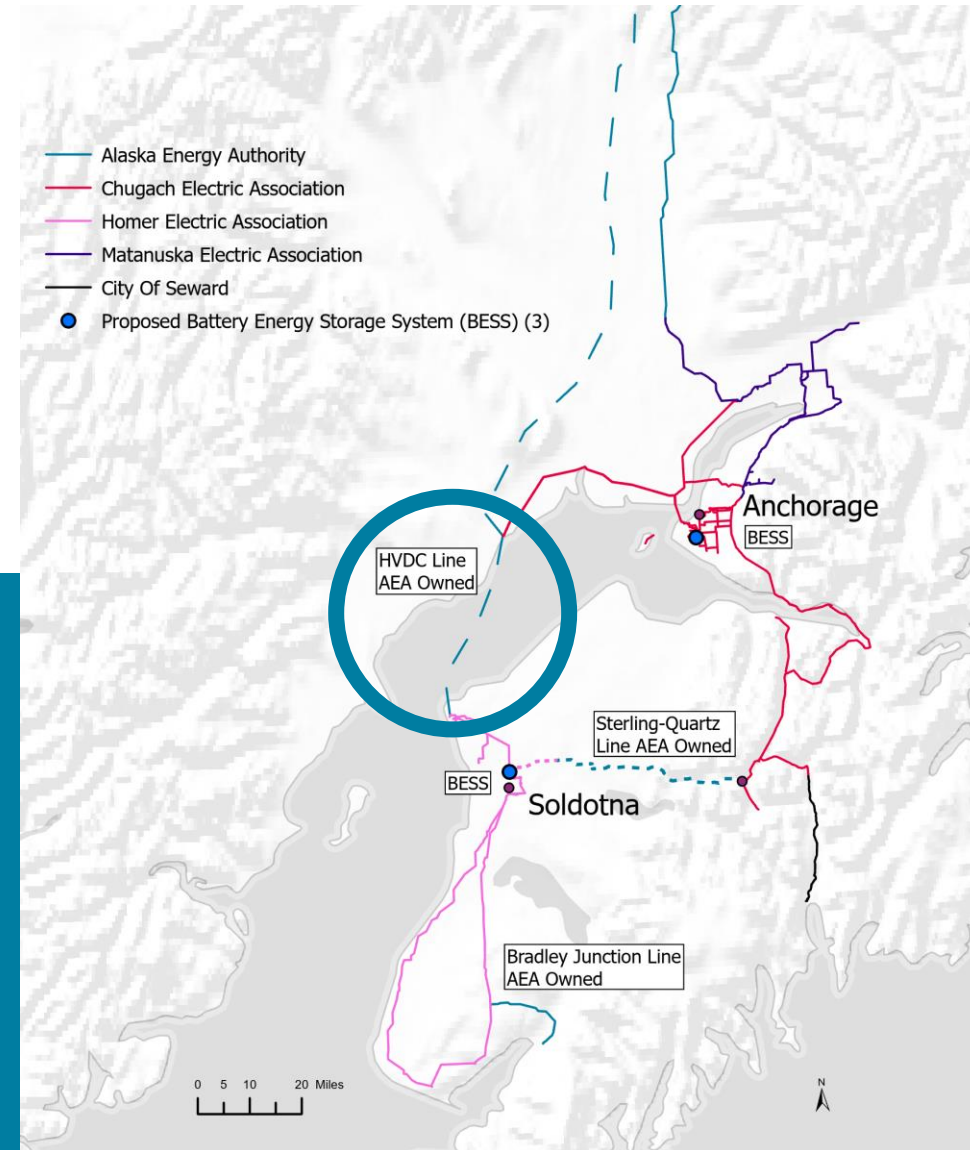 Alaska Energy Authority
Chugach Electric Association
Homer Electric Association
Matanuska Electric Association
City Of Seward
Proposed Battery Energy Storage System (BESS) (3)
Anchorage
BESS
HVDC Line
AEA Owned
Sterling-Quartz
Line AEA Owned
BESS
Soldotna
Bradley Junction Line
AEA Owned
0 5 10 20 Miles
N